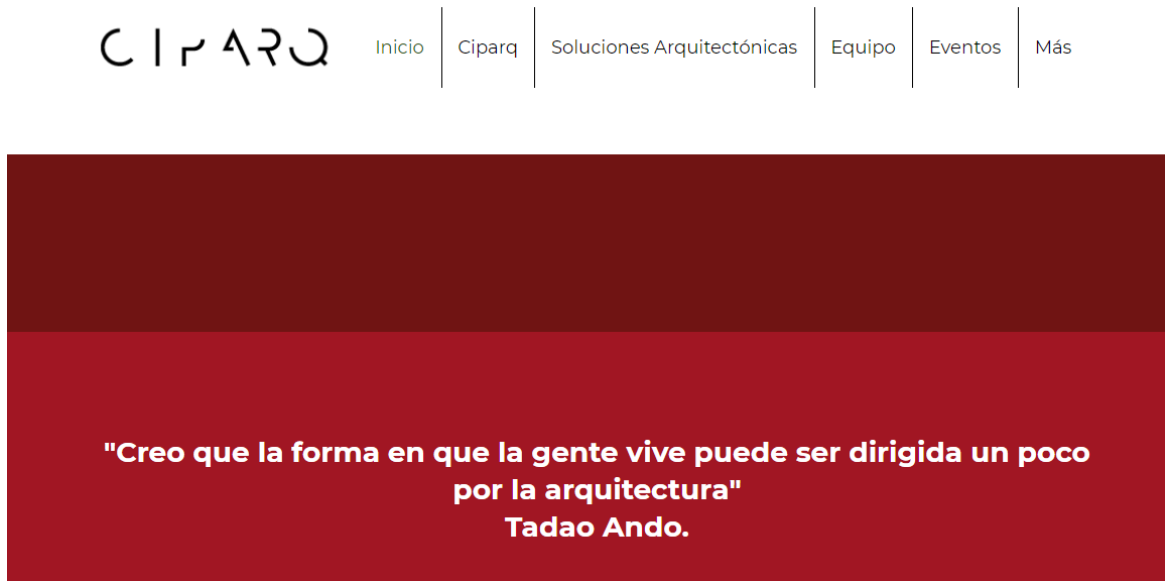 CIPARQ
Inicio
Ciparq
Soluciones Arquitectónicas
Equipo
Eventos
Más
"Creo que la forma en que la gente vive puede ser dirigida un poco
por la arquitectura"
Tadao Ando.